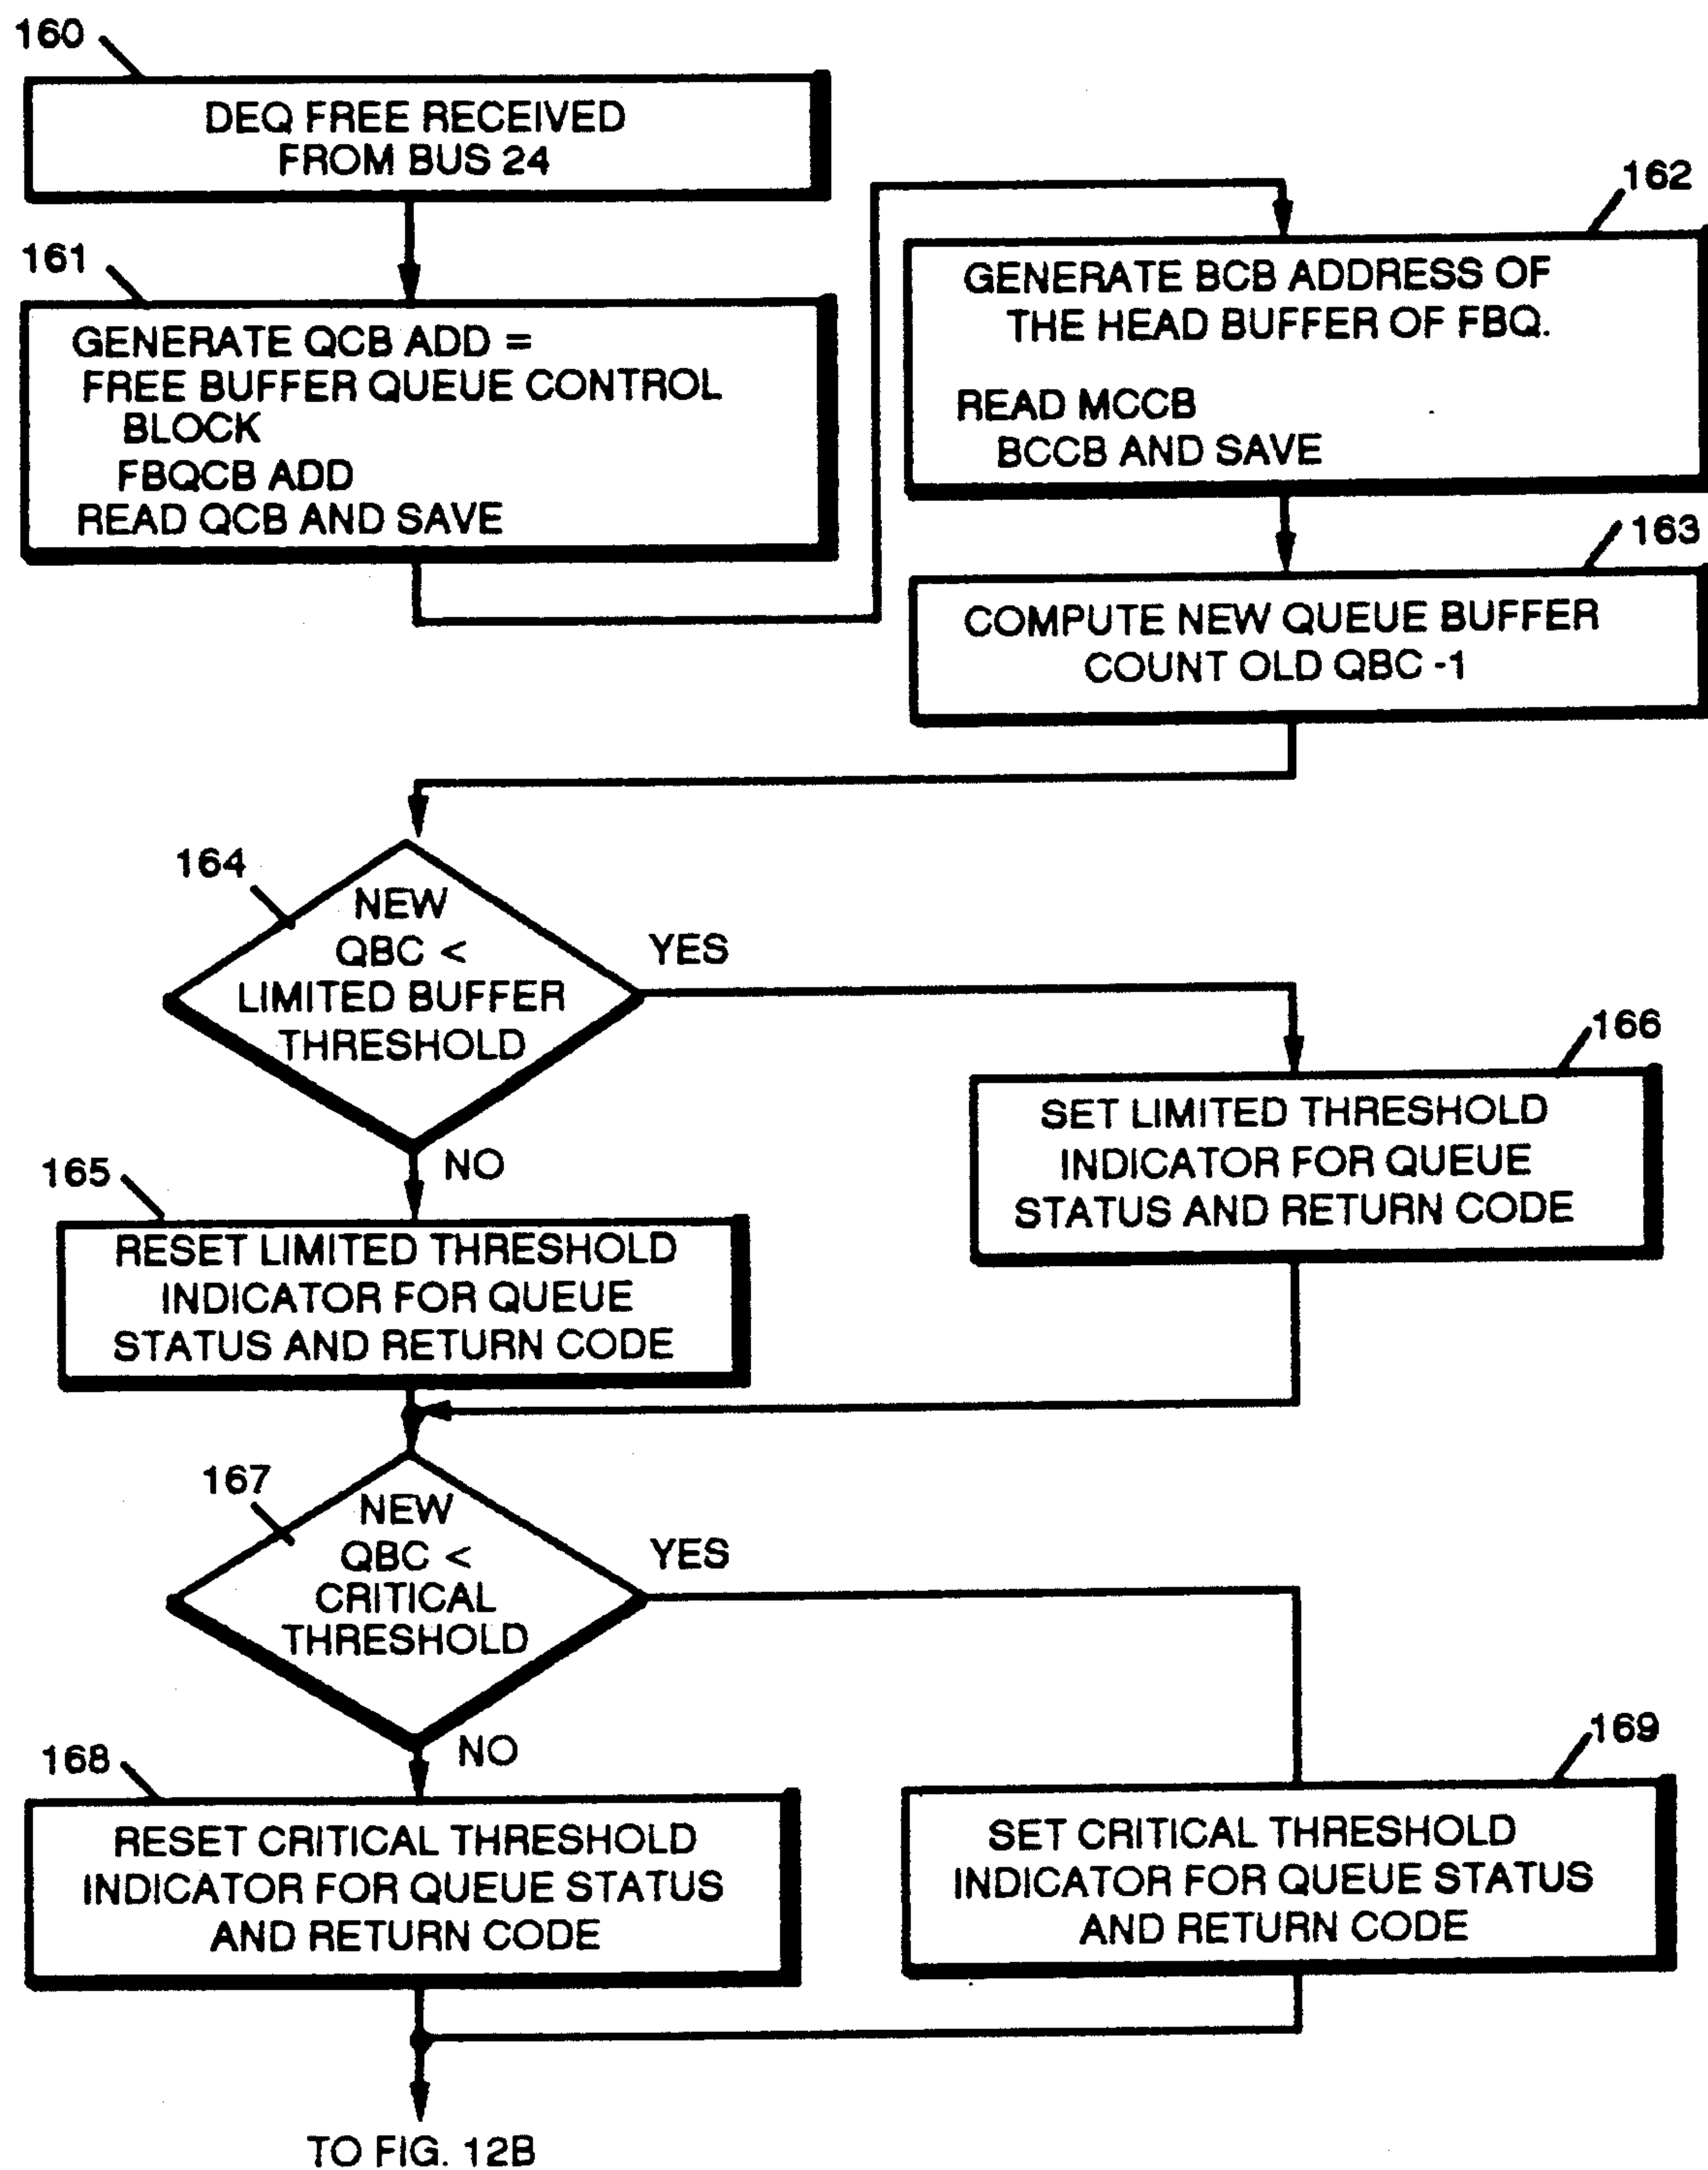 160
DEQ FREE RECEIVED
FROM BUS 24
161
GENERATE QCB ADD =
FREE BUFFER QUEUE CONTROL
BLOCK
FBQCB ADD
READ QCB AND SAVE
162
GENERATE BCB ADDRESS OF
THE HEAD BUFFER OF FBQ.
READ MCCB
BCCB AND SAVE
163
COMPUTE NEW QUEUE BUFFER
COUNT OLD QBC -1
164
NEW
QBC <
LIMITED BUFFER
THRESHOLD
YES
NO
165
RESET LIMITED THRESHOLD
INDICATOR FOR QUEUE
STATUS AND RETURN CODE
166
SET LIMITED THRESHOLD
INDICATOR FOR QUEUE
STATUS AND RETURN CODE
167
NEW
QBC <
CRITICAL
THRESHOLD
YES
NO
168
RESET CRITICAL THRESHOLD
INDICATOR FOR QUEUE STATUS
AND RETURN CODE
169
SET CRITICAL THRESHOLD
INDICATOR FOR QUEUE STATUS
AND RETURN CODE
TO FIG. 12B